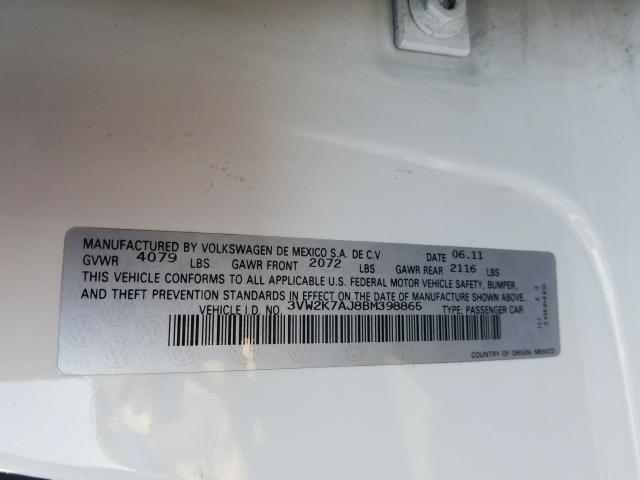 MANUFACTURED BY VOLKSWAGEN DE MEXICO S.A. DE C.V DATE 06.11
GVWR 4079 LBS GAWR FRONT 2072 LBS GAWR REAR 2116 LBS
THIS VEHICLE CONFORMS TO ALL APPLICABLE U.S. FEDERAL MOTOR VEHICLE SAFETY, BUMPER,
AND THEFT PREVENTION STANDARDS IN EFFECT ON THE DATE OF MANUFACTURE SHOWN ABOVE.
VEHICLE I.D. NO. 3VW2K7AJ8BM398865 TYPE: PASSENGER CAR
COUNTRY OF ORIGIN: MEXICO